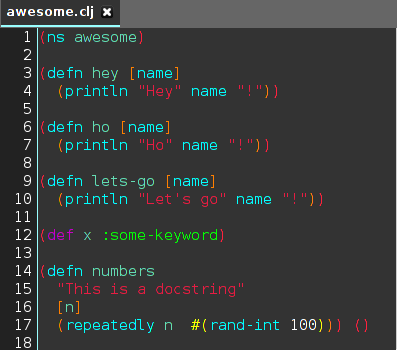 awesome.clj ×
1 (ns awesome)
2
3 (defn hey [name]
4   (println "Hey" name "!"))
5
6 (defn ho [name]
7   (println "Ho" name "!"))
8
9 (defn lets-go [name]
10   (println "Let's go" name "!"))
11
12 (def x :some-keyword)
13
14 (defn numbers
15   "This is a docstring"
16   [n]
17   (repeatedly n  #(rand-int 100))) ()
18